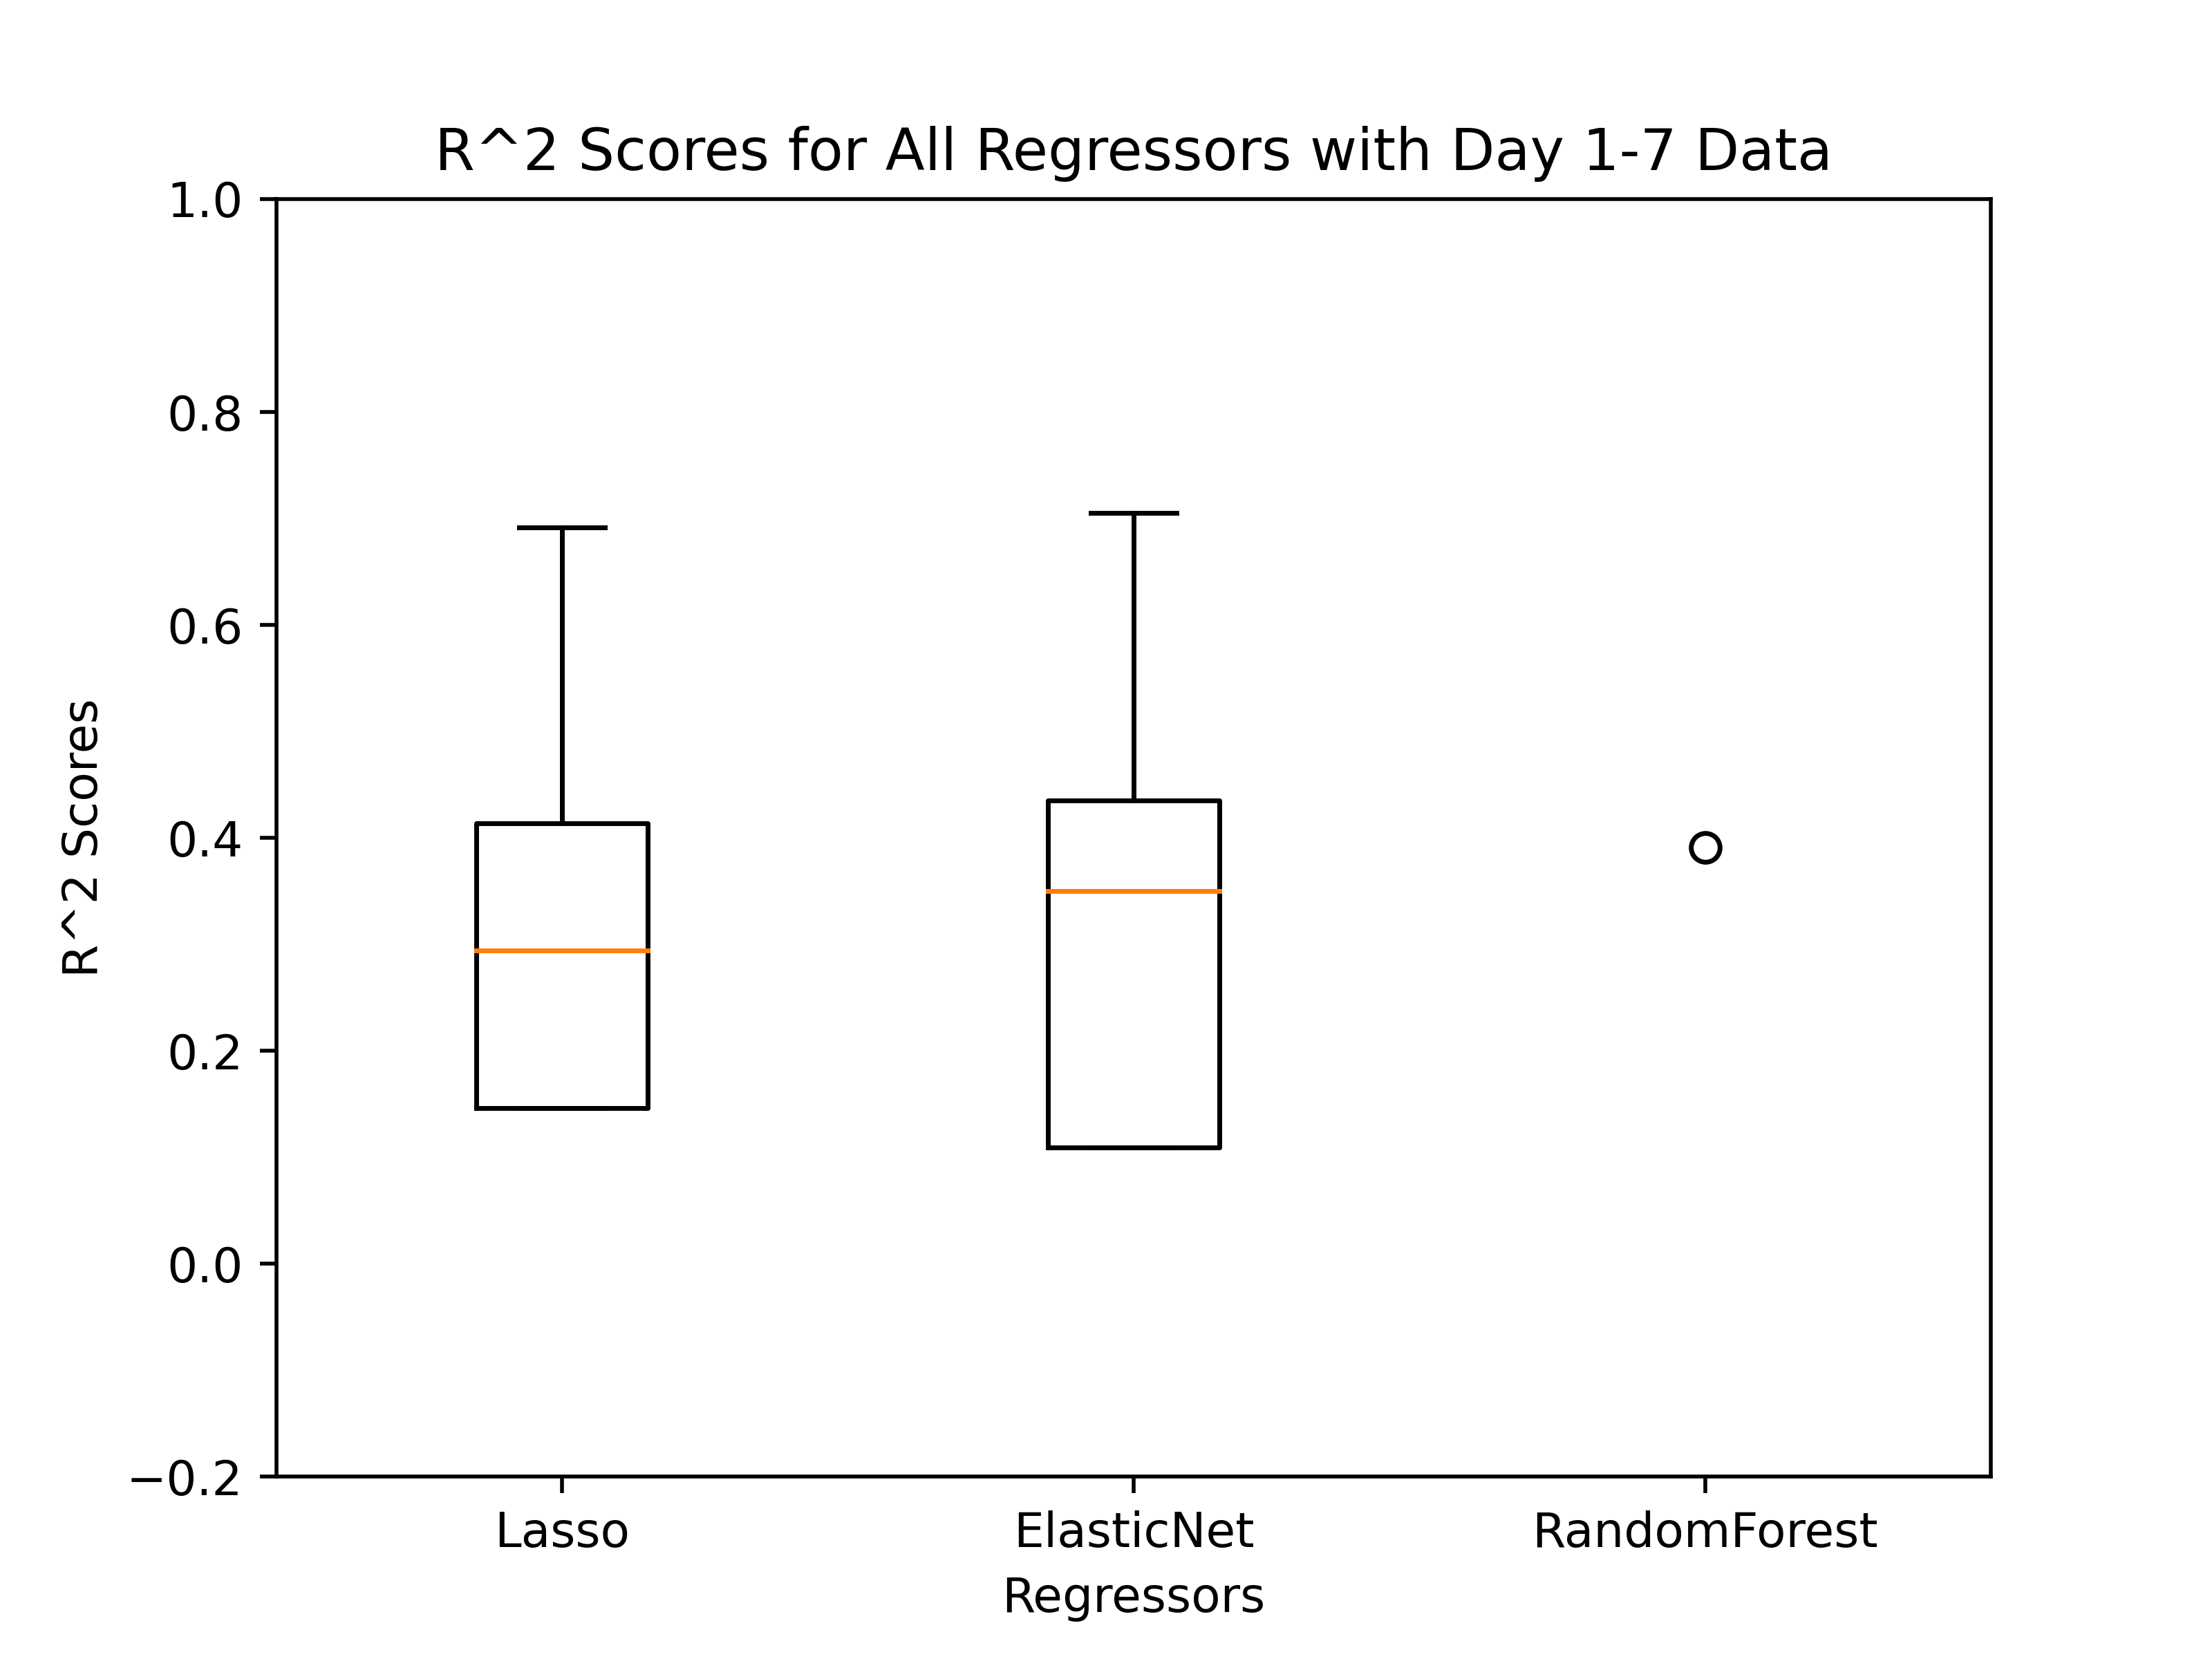 R^2 Scores for All Regressors with Day 1-7 Data
1.0
0.8
0.6
0.4
0.2
0.0
−0.2
R^2 Scores
Lasso
ElasticNet
RandomForest
Regressors